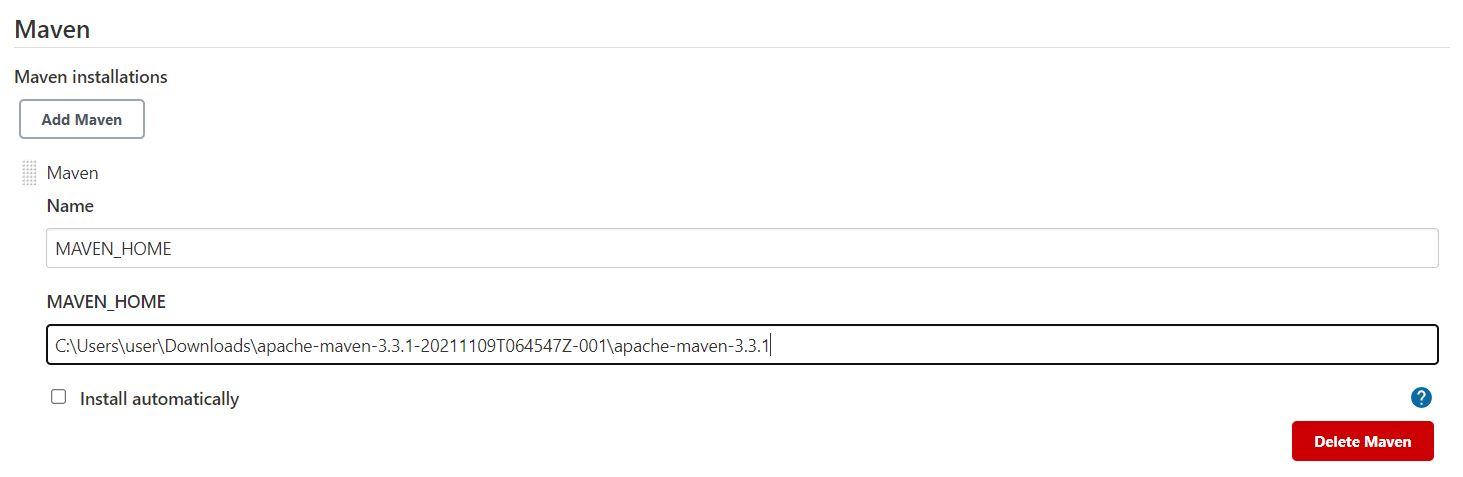 Maven
Maven installations
Add Maven
Maven
Name
MAVEN_HOME
MAVEN_HOME
C:\Users\user\Downloads\apache-maven-3.3.1-20211109T064547Z-001\apache-maven-3.3.1
Install automatically
?
Delete Maven